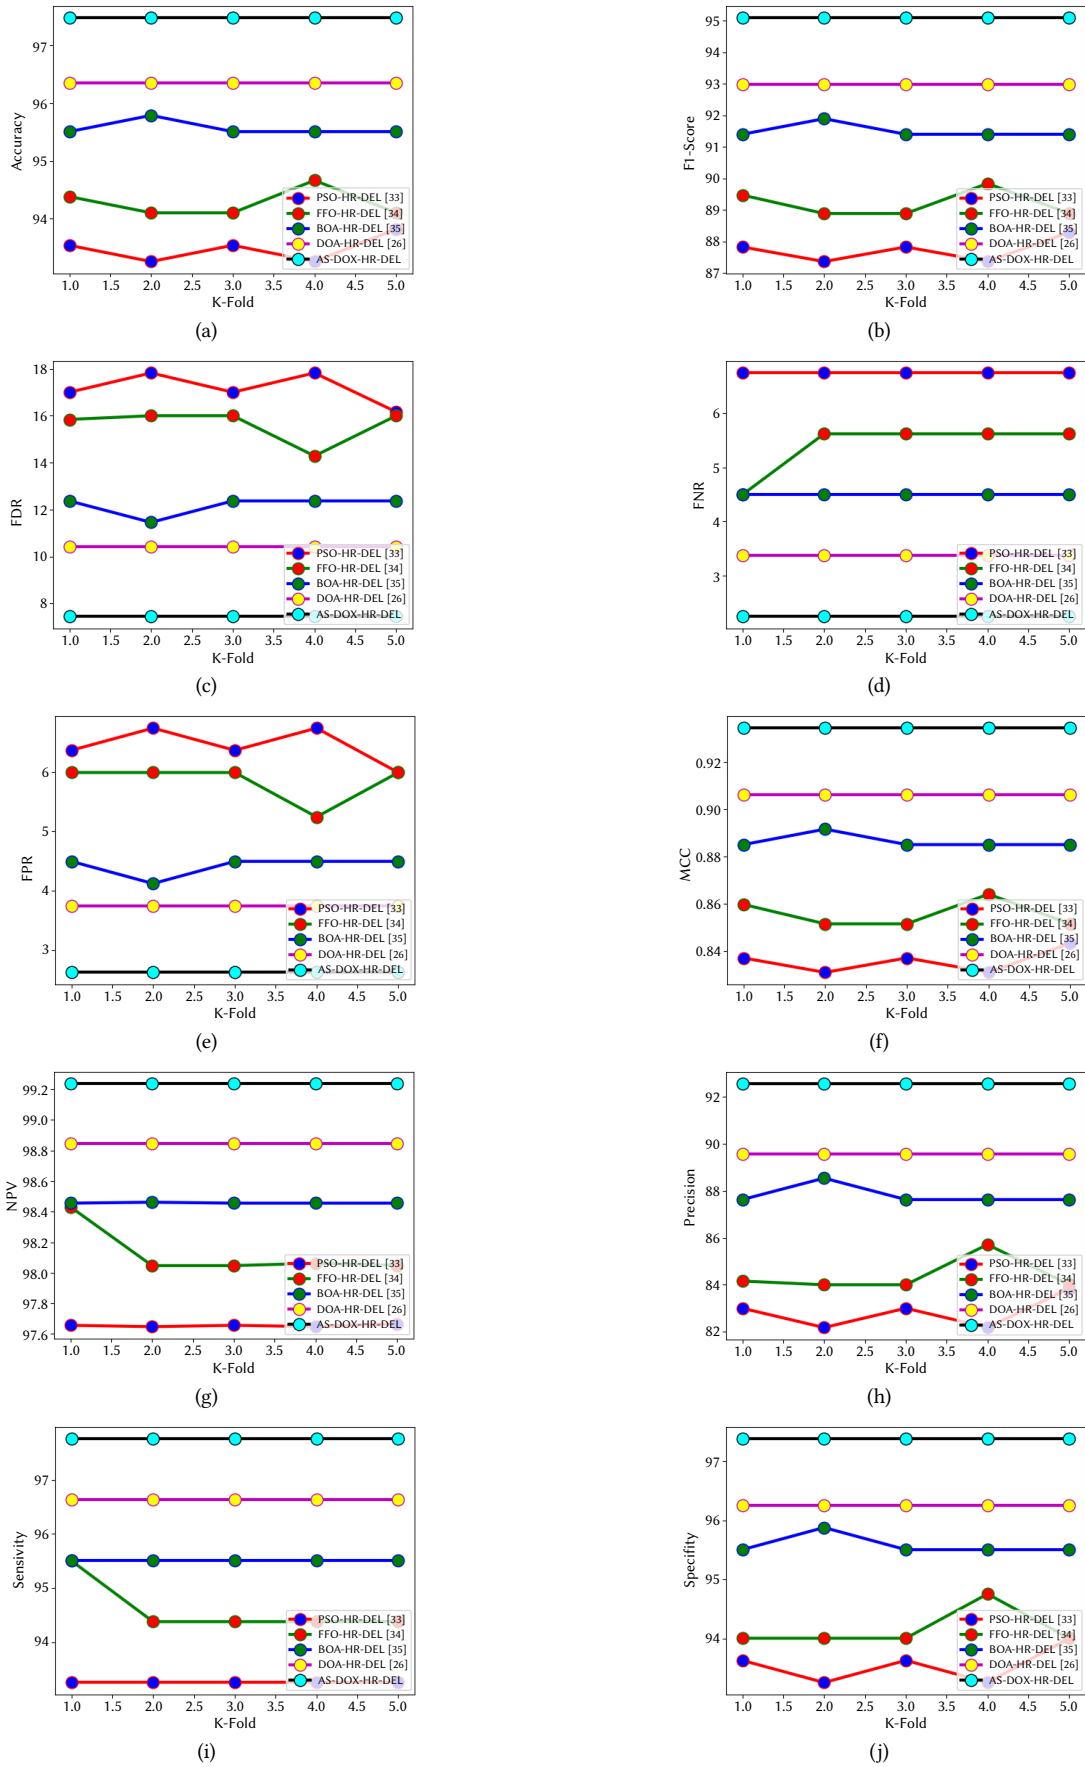 97
96
95
94
Accuracy
PSO-HR-DEL [33]
FFO-HR-DEL [34]
BOA-HR-DEL [35]
DOA-HR-DEL [26]
AS-DOX-HR-DEL
1.0 1.5 2.0 2.5 3.0 3.5 4.0 4.5 5.0
K-Fold
(a)
95
94
93
92
91
90
89
88
87
F1-Score
PSO-HR-DEL [33]
FFO-HR-DEL [34]
BOA-HR-DEL [35]
DOA-HR-DEL [26]
AS-DOX-HR-DEL
1.0 1.5 2.0 2.5 3.0 3.5 4.0 4.5 5.0
K-Fold
(b)
18
16
14
12
10
8
FDR
PSO-HR-DEL [33]
FFO-HR-DEL [34]
BOA-HR-DEL [35]
DOA-HR-DEL [26]
AS-DOX-HR-DEL
1.0 1.5 2.0 2.5 3.0 3.5 4.0 4.5 5.0
K-Fold
(c)
6
5
4
3
FNR
PSO-HR-DEL [33]
FFO-HR-DEL [34]
BOA-HR-DEL [35]
DOA-HR-DEL [26]
AS-DOX-HR-DEL
1.0 1.5 2.0 2.5 3.0 3.5 4.0 4.5 5.0
K-Fold
(d)
6
5
4
3
FPR
PSO-HR-DEL [33]
FFO-HR-DEL [34]
BOA-HR-DEL [35]
DOA-HR-DEL [26]
AS-DOX-HR-DEL
1.0 1.5 2.0 2.5 3.0 3.5 4.0 4.5 5.0
K-Fold
(e)
0.92
0.90
0.88
0.86
0.84
MCC
PSO-HR-DEL [33]
FFO-HR-DEL [34]
BOA-HR-DEL [35]
DOA-HR-DEL [26]
AS-DOX-HR-DEL
1.0 1.5 2.0 2.5 3.0 3.5 4.0 4.5 5.0
K-Fold
(f)
99.2
99.0
98.8
98.6
98.4
98.2
98.0
97.8
97.6
NPV
PSO-HR-DEL [33]
FFO-HR-DEL [34]
BOA-HR-DEL [35]
DOA-HR-DEL [26]
AS-DOX-HR-DEL
1.0 1.5 2.0 2.5 3.0 3.5 4.0 4.5 5.0
K-Fold
(g)
92
90
88
86
84
82
Precision
PSO-HR-DEL [33]
FFO-HR-DEL [34]
BOA-HR-DEL [35]
DOA-HR-DEL [26]
AS-DOX-HR-DEL
1.0 1.5 2.0 2.5 3.0 3.5 4.0 4.5 5.0
K-Fold
(h)
97
96
95
94
Sensivity
PSO-HR-DEL [33]
FFO-HR-DEL [34]
BOA-HR-DEL [35]
DOA-HR-DEL [26]
AS-DOX-HR-DEL
1.0 1.5 2.0 2.5 3.0 3.5 4.0 4.5 5.0
K-Fold
(i)
97
96
95
94
Specifity
PSO-HR-DEL [33]
FFO-HR-DEL [34]
BOA-HR-DEL [35]
DOA-HR-DEL [26]
AS-DOX-HR-DEL
1.0 1.5 2.0 2.5 3.0 3.5 4.0 4.5 5.0
K-Fold
(j)